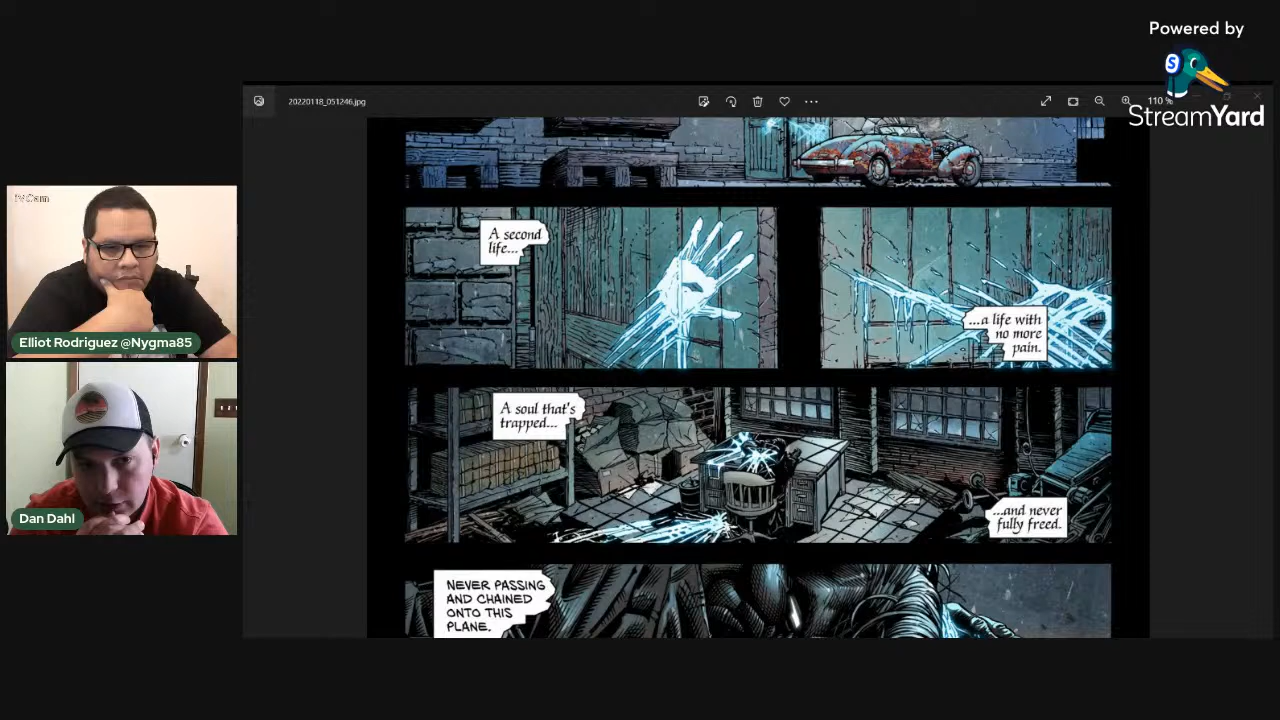 Powered by
StreamYard
20220118_051246.jpg
110 %
iVCam
Elliot Rodriguez @Nygma85
Dan Dahl
A second
life...
...a life with
no more
pain.
A soul that's
trapped...
...and never
fully freed.
NEVER PASSING
AND CHAINED
ONTO THIS
PLANE.